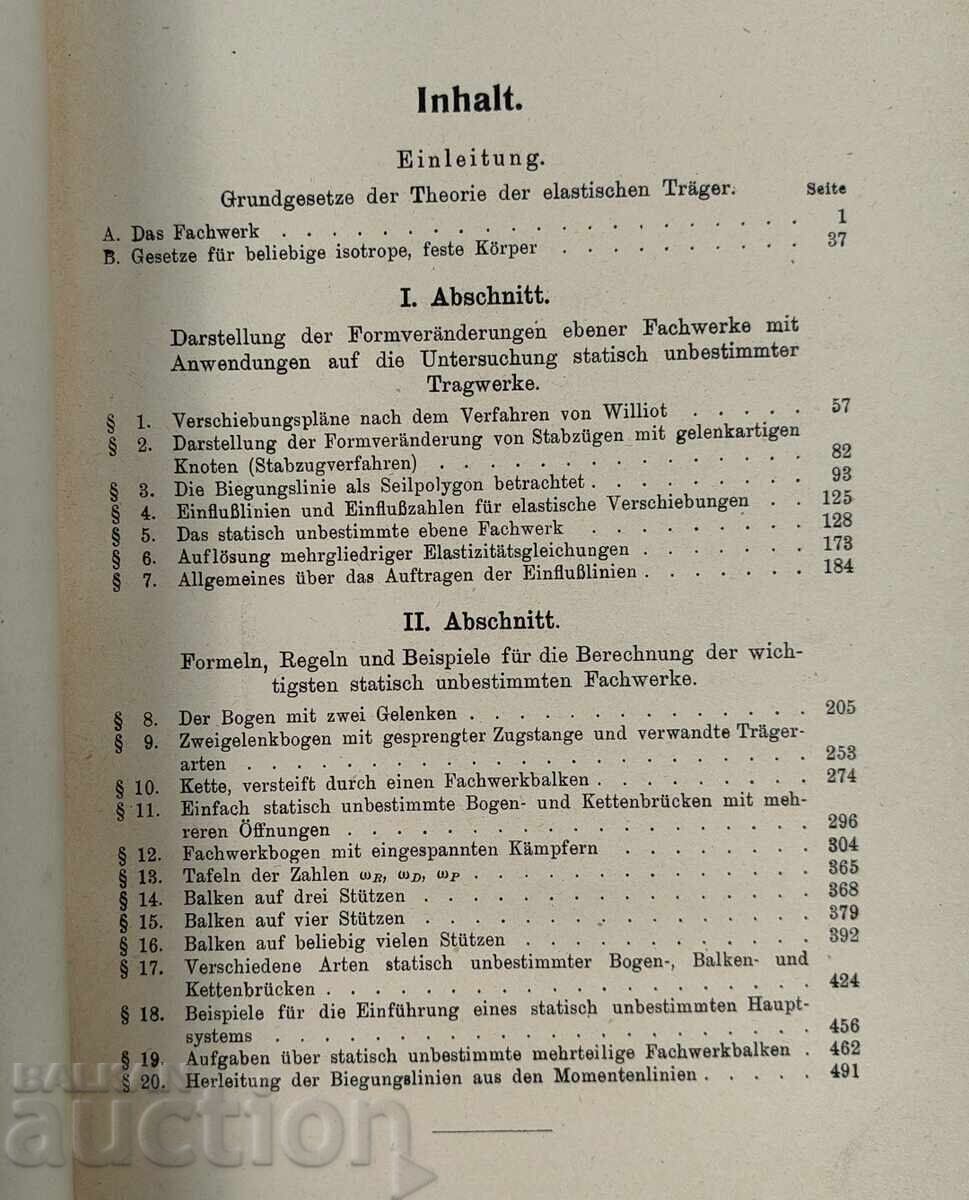 Inhalt.
Einleitung.
Grundgesetze der Theorie der elastischen Träger. Seite
A. Das Fachwerk . . . . . . . . . . . . . . . . . . . . . . . . . 1
B. Gesetze für beliebige isotrope, feste Körper . . . . . . . . . . . 37
I. Abschnitt.
Darstellung der Formveränderungen ebener Fachwerke mit
Anwendungen auf die Untersuchung statisch unbestimmter
Tragwerke.
§ 1. Verschiebungspläne nach dem Verfahren von Williot . . . . . 57
§ 2. Darstellung der Formveränderung von Stabzügen mit gelenkartigen
Knoten (Stabzugverfahren) . . . . . . . . . . . . . . . 82
§ 3. Die Biegungslinie als Seilpolygon betrachtet . . . . . . . . . 93
§ 4. Einflußlinien und Einflußzahlen für elastische Verschiebungen . . 125
§ 5. Das statisch unbestimmte ebene Fachwerk . . . . . . . . . 128
§ 6. Auflösung mehrgliedriger Elastizitätsgleichungen . . . . . . . 173
§ 7. Allgemeines über das Auftragen der Einflußlinien . . . . . . . 184
II. Abschnitt.
Formeln, Regeln und Beispiele für die Berechnung der wich-
tigsten statisch unbestimmten Fachwerke.
§ 8. Der Bogen mit zwei Gelenken . . . . . . . . . . . . . . 205
§ 9. Zweigelenkbogen mit gesprengter Zugstange und verwandte Träger-
arten . . . . . . . . . . . . . . . . . . . . . . . . 253
§ 10. Kette, versteift durch einen Fachwerkbalken . . . . . . . . . 274
§ 11. Einfach statisch unbestimmte Bogen- und Kettenbrücken mit meh-
reren Öffnungen . . . . . . . . . . . . . . . . . . . 296
§ 12. Fachwerkbogen mit eingespannten Kämpfern . . . . . . . . 304
§ 13. Tafeln der Zahlen ωR, ωD, ωP . . . . . . . . . . . . . . 365
§ 14. Balken auf drei Stützen . . . . . . . . . . . . . . . . 368
§ 15. Balken auf vier Stützen . . . . . . . . . . . . . . . . 379
§ 16. Balken auf beliebig vielen Stützen . . . . . . . . . . . . 392
§ 17. Verschiedene Arten statisch unbestimmter Bogen-, Balken- und
Kettenbrücken . . . . . . . . . . . . . . . . . . . . 424
§ 18. Beispiele für die Einführung eines statisch unbestimmten Haupt-
systems . . . . . . . . . . . . . . . . . . . . . . . 456
§ 19. Aufgaben über statisch unbestimmte mehrteilige Fachwerkbalken . 462
§ 20. Herleitung der Biegungslinien aus den Momentenlinien . . . . . 491
BALKAN
auction